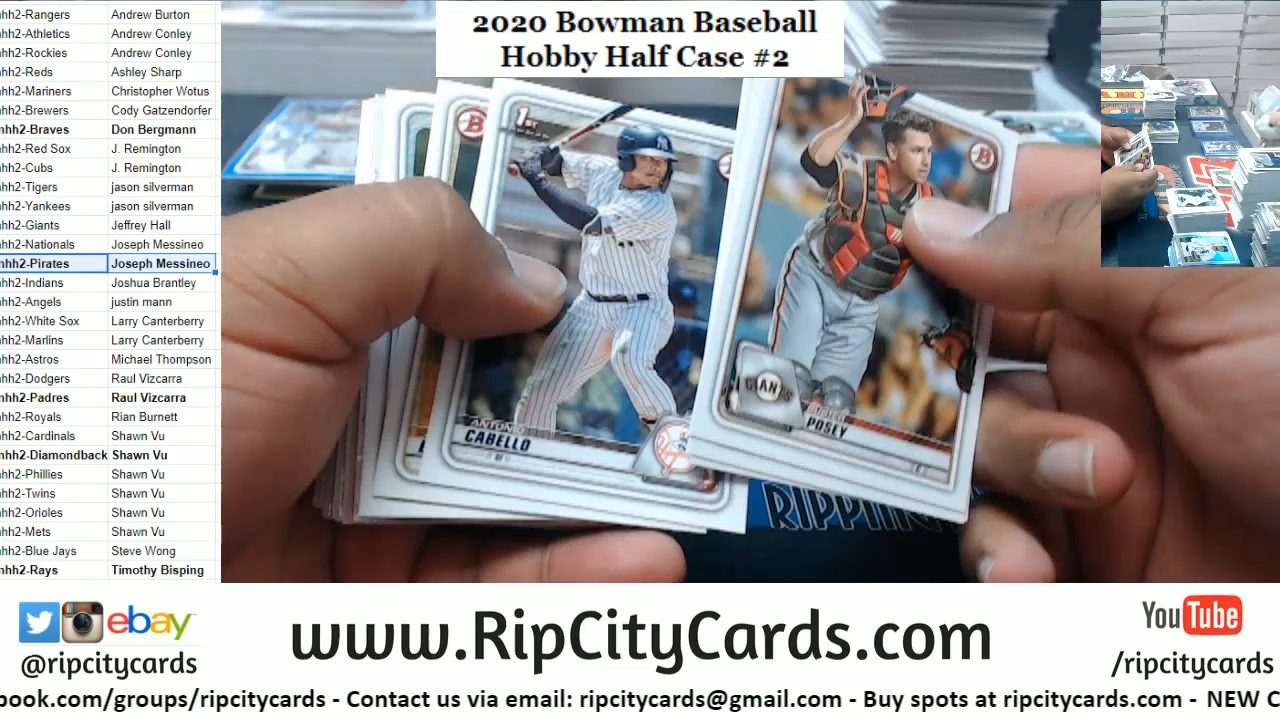 2020 Bowman Baseball
Hobby Half Case #2
hh2-Rangers Andrew Burton
hh2-Athletics Andrew Conley
hh2-Rockies Andrew Conley
hh2-Reds Ashley Sharp
hh2-Mariners Christopher Wotus
hh2-Brewers Cody Gatzendorfer
hh2-Braves Don Bergmann
hh2-Red Sox J. Remington
hh2-Cubs J. Remington
hh2-Tigers jason silverman
hh2-Yankees jason silverman
hh2-Giants Jeffrey Hall
hh2-Nationals Joseph Messineo
hh2-Pirates Joseph Messineo
hh2-Indians Joshua Brantley
hh2-Angels justin mann
hh2-White Sox Larry Canterberry
hh2-Marlins Larry Canterberry
hh2-Astros Michael Thompson
hh2-Dodgers Raul Vizcarra
hh2-Padres Raul Vizcarra
hh2-Royals Rian Burnett
hh2-Cardinals Shawn Vu
hh2-Diamondback Shawn Vu
hh2-Phillies Shawn Vu
hh2-Twins Shawn Vu
hh2-Orioles Shawn Vu
hh2-Mets Shawn Vu
hh2-Blue Jays Steve Wong
hh2-Rays Timothy Bisping
1ST
B
ANTONIO
CABELLO
B
GIANTS
POSEY
RIPPING
ebay
@ripcitycards
www.RipCityCards.com
YouTube
/ripcitycards
book.com/groups/ripcitycards - Contact us via email: ripcitycards@gmail.com - Buy spots at ripcitycards.com - NEW C